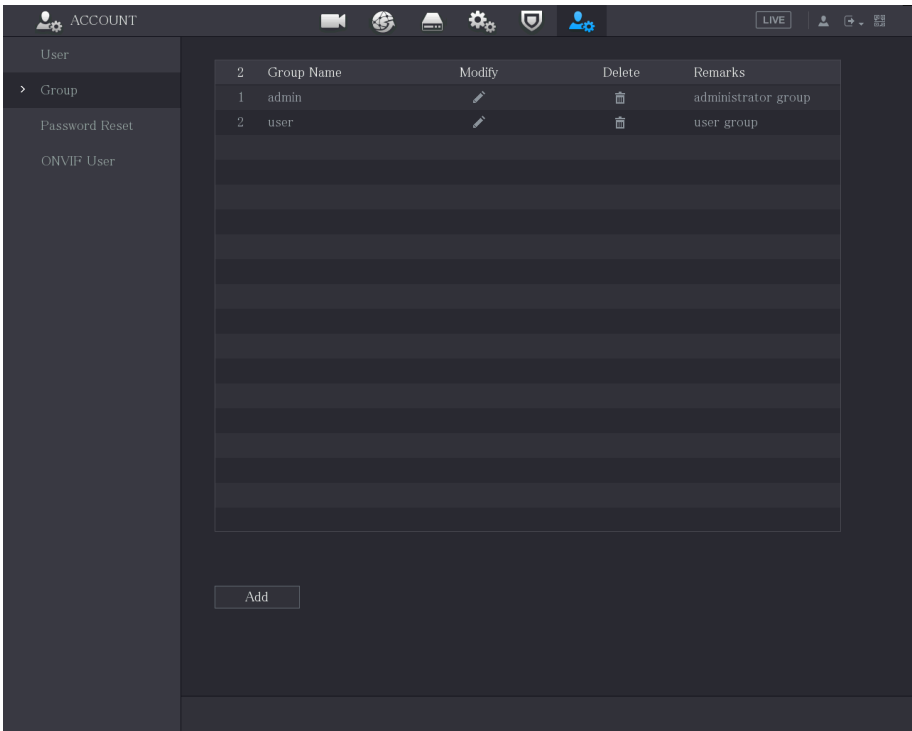 ACCOUNT
LIVE
User
Group
Password Reset
ONVIF User
2 Group Name Modify Delete Remarks
1 admin administrator group
2 user user group
Add